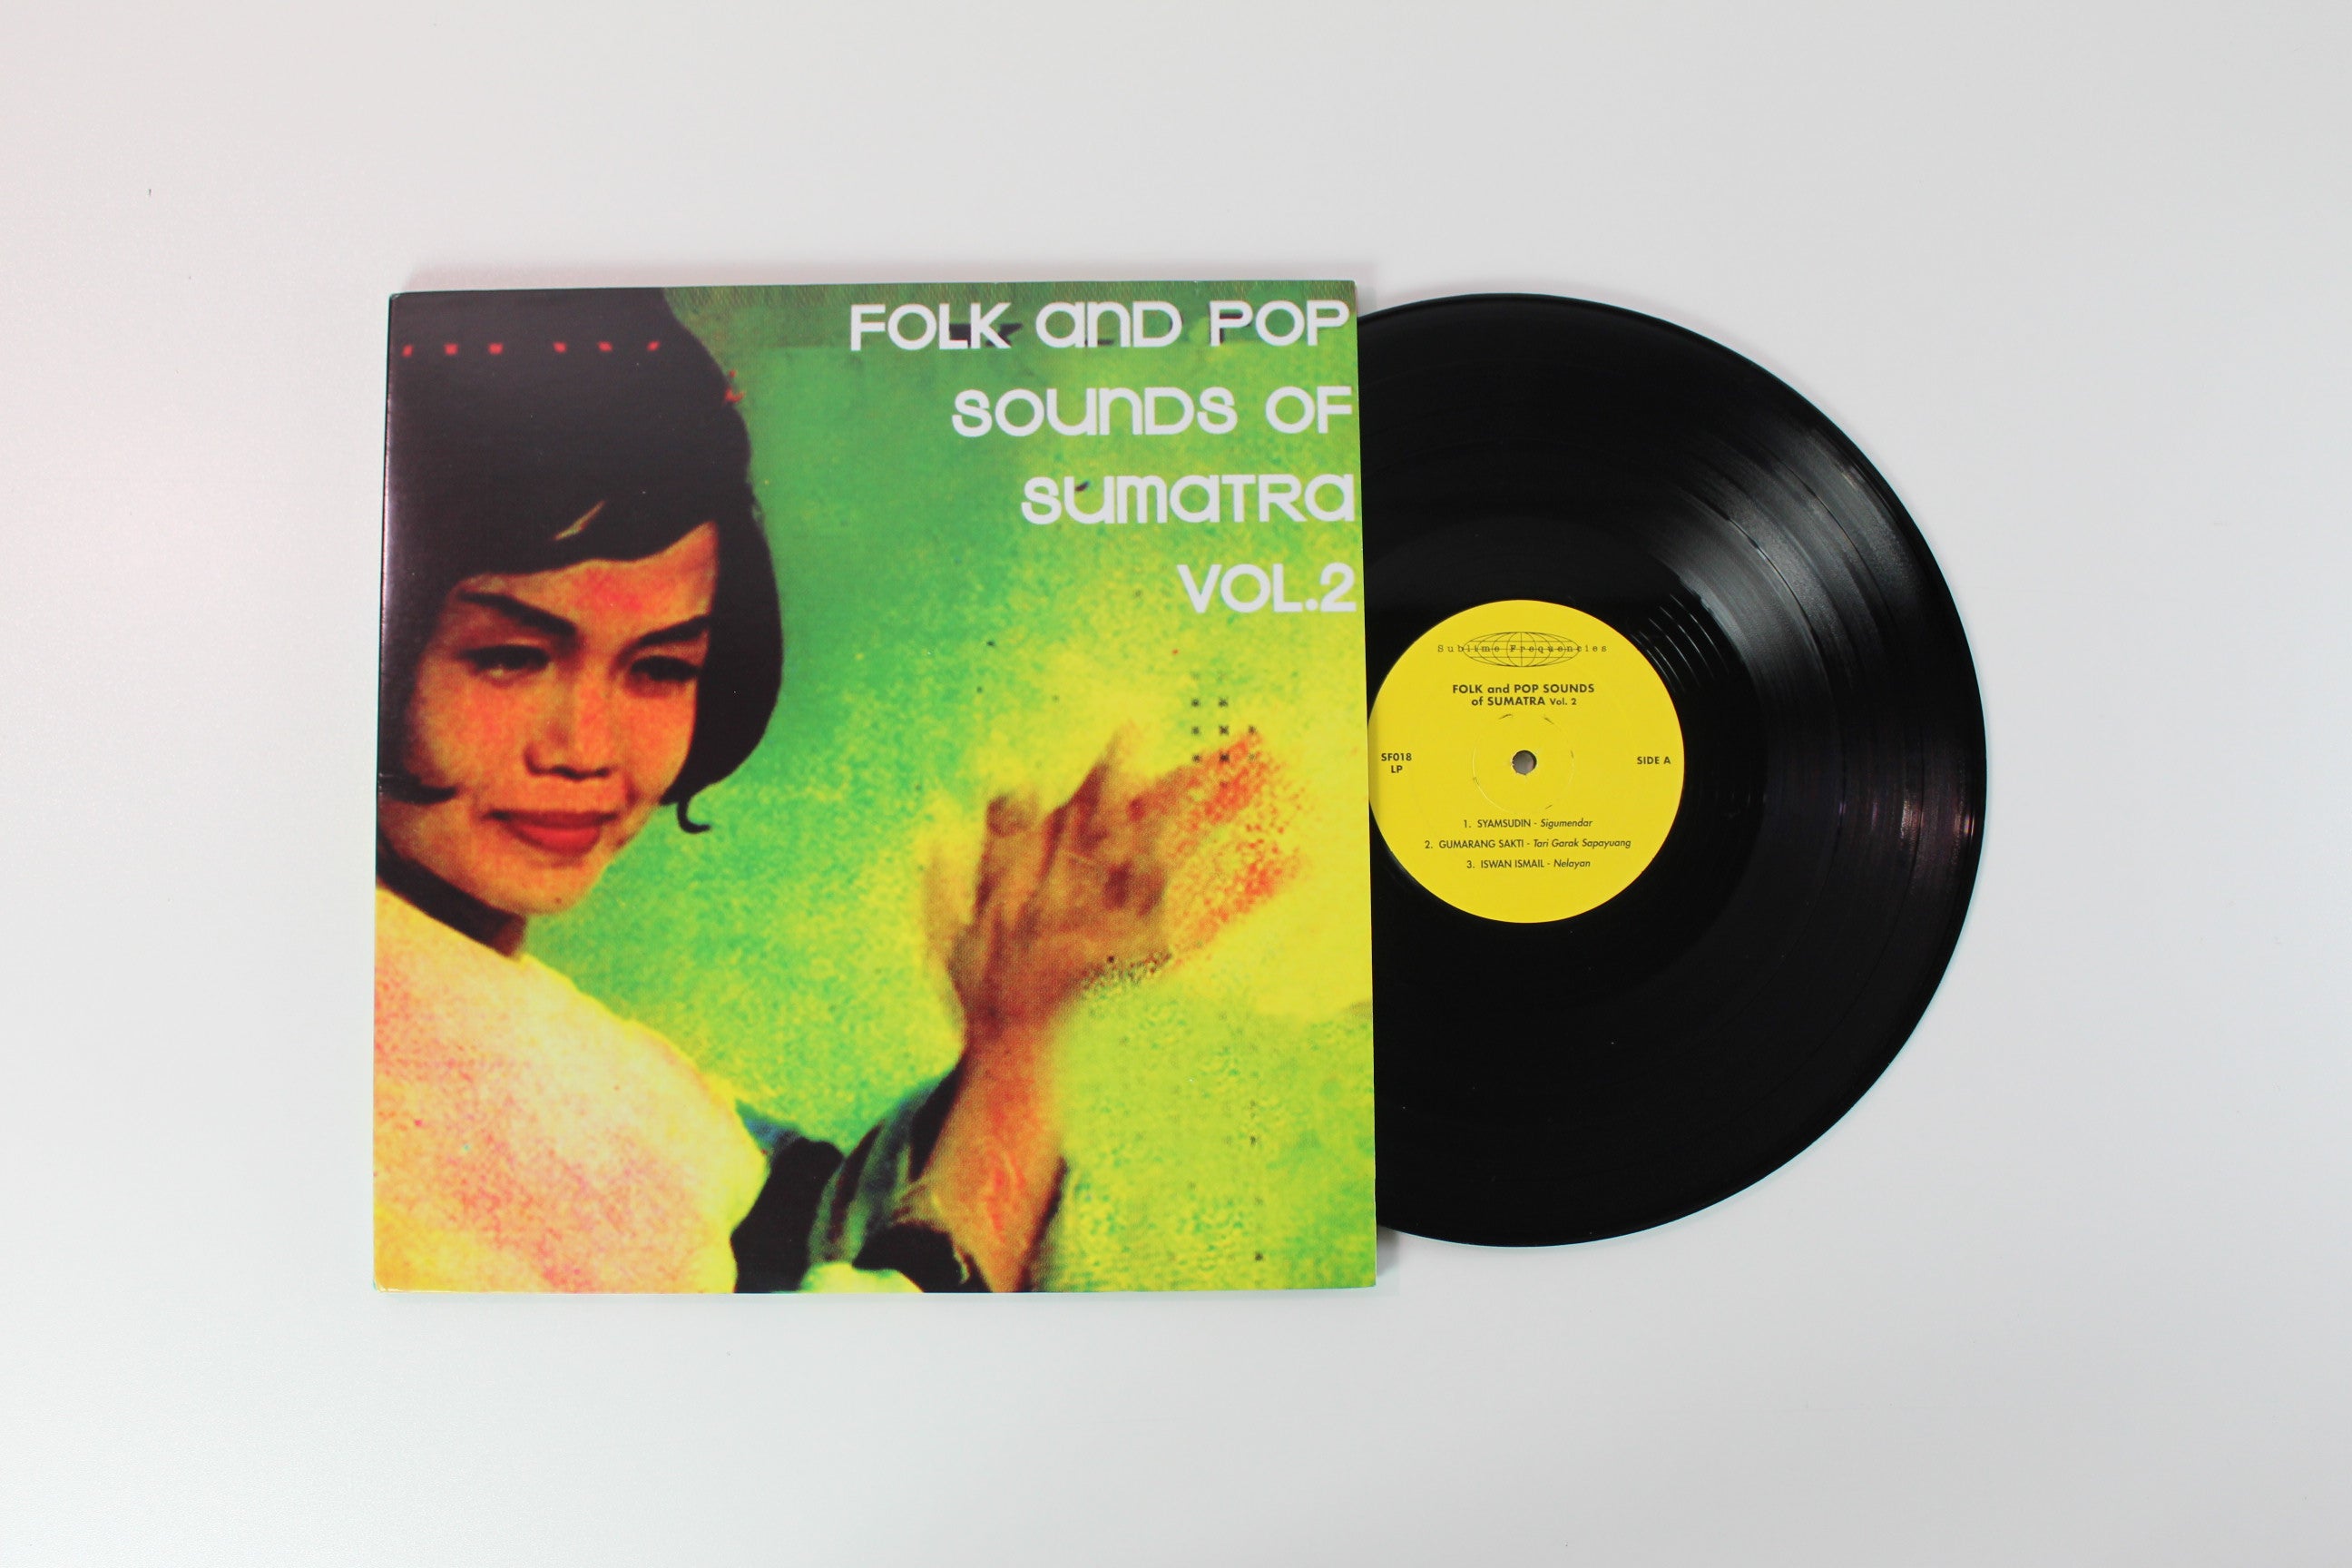 FOLK and POP
SOUNDS OF
SUMATRA
VOL.2
Sublime Frequencies
FOLK and POP SOUNDS
of SUMATRA Vol. 2
SF018
LP
SIDE A
1. SYAMSUDIN - Sigumendar
2. GUMARANG SAKTI - Tari Garak Sapayuang
3. ISWAN ISMAIL - Nelayan